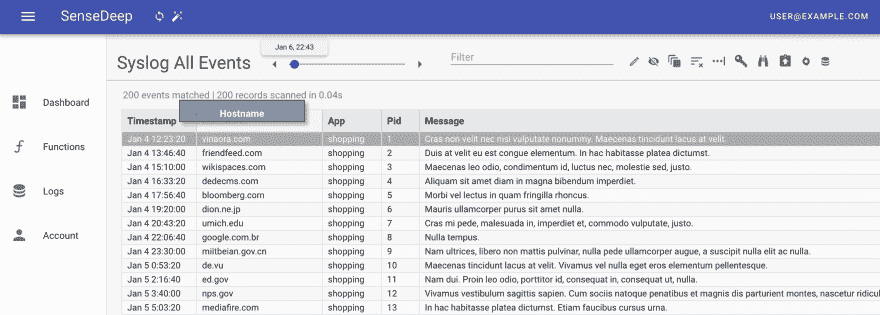 SenseDeep
USER@EXAMPLE.COM
Jan 6, 22:43
Syslog All Events
Filter
200 events matched | 200 records scanned in 0.04s
Dashboard
Functions
Logs
Account
Timestamp Hostname App Pid Message
Jan 4 12:23:20 vinaora.com shopping 1 Cras non velit nec nisi vulputate nonummy. Maecenas tincidunt lacus at velit.
Jan 4 13:46:40 friendfeed.com shopping 2 Duis at velit eu est congue elementum. In hac habitasse platea dictumst.
Jan 4 15:10:00 wikispaces.com shopping 3 Maecenas leo odio, condimentum id, luctus nec, molestie sed, justo.
Jan 4 16:33:20 dedecms.com shopping 4 Aliquam sit amet diam in magna bibendum imperdiet.
Jan 4 17:56:40 bloomberg.com shopping 5 Morbi vel lectus in quam fringilla rhoncus.
Jan 4 19:20:00 dion.ne.jp shopping 6 Mauris ullamcorper purus sit amet nulla.
Jan 4 20:43:20 umich.edu shopping 7 Cras mi pede, malesuada in, imperdiet et, commodo vulputate, justo.
Jan 4 22:06:40 google.com.br shopping 8 Nulla tempus.
Jan 4 23:30:00 miitbeian.gov.cn shopping 9 Nam ultrices, libero non mattis pulvinar, nulla pede ullamcorper augue, a suscipit nulla elit ac nulla.
Jan 5 0:53:20 de.vu shopping 10 Maecenas tincidunt lacus at velit. Vivamus vel nulla eget eros elementum pellentesque.
Jan 5 2:16:40 ed.gov shopping 11 Nam dui. Proin leo odio, porttitor id, consequat in, consequat ut, nulla.
Jan 5 3:40:00 nps.gov shopping 12 Vivamus vestibulum sagittis sapien. Cum sociis natoque penatibus et magnis dis parturient montes, nascetur ridicul
Jan 5 5:03:20 mediafire.com shopping 13 In hac habitasse platea dictumst. Etiam faucibus cursus urna.